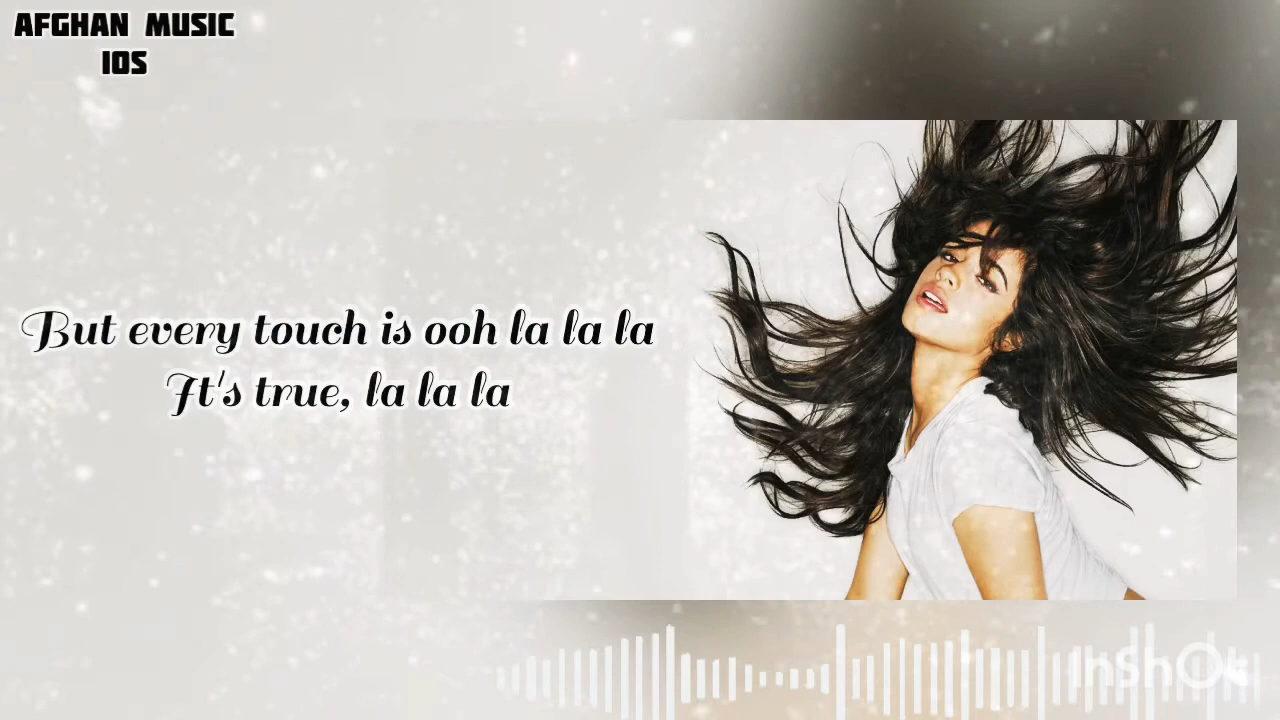 AFGHAN MUSIC
IOS
But every touch is ooh la la la
It's true, la la la
InShOt